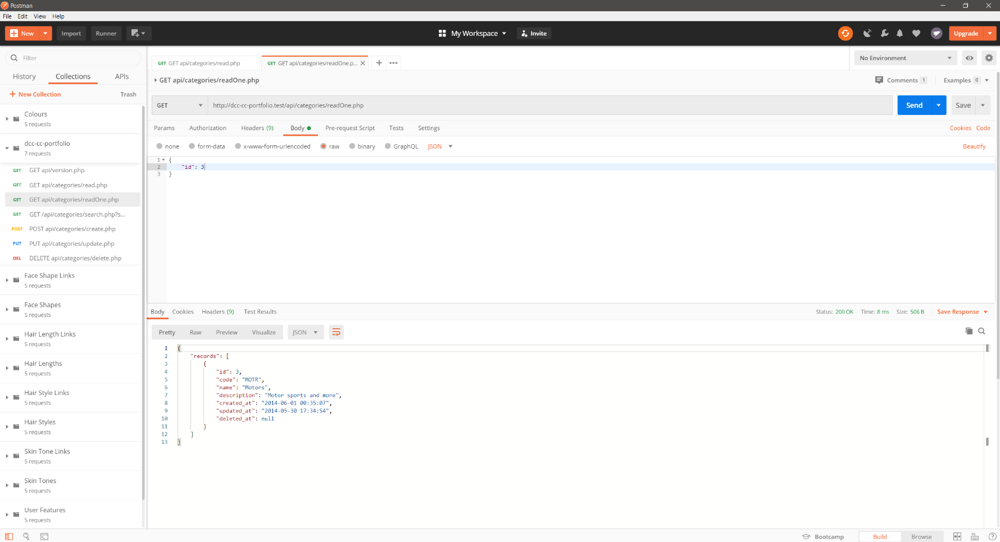 Postman
File Edit View Help
New Import Runner My Workspace Invite Upgrade
Filter
History Collections APIs
New Collection Trash
Colours
5 requests
dcc-cc-portfolio
7 requests
GET GET api/version.php
GET GET api/categories/read.php
GET GET api/categories/readOne.php
GET GET /api/categories/search.php?s...
POST POST api/categories/create.php
PUT PUT api/categories/update.php
DEL DELETE api/categories/delete.php
Face Shape Links
5 requests
Face Shapes
5 requests
Hair Length Links
5 requests
Hair Lengths
5 requests
Hair Style Links
5 requests
Hair Styles
5 requests
Skin Tone Links
5 requests
Skin Tones
5 requests
User Features
5 requests
GET GET api/categories/read.php GET GET api/categories/readOne.p... No Environment
GET api/categories/readOne.php Comments 1 Examples 0
GET http://dcc-cc-portfolio.test/api/categories/readOne.php Send Save
Params Authorization Headers (9) Body Pre-request Script Tests Settings Cookies Code
none form-data x-www-form-urlencoded raw binary GraphQL JSON Beautify
1 {
2 "id": 3
3 }
Body Cookies Headers (9) Test Results Status: 200 OK Time: 8 ms Size: 506 B Save Response
Pretty Raw Preview Visualize JSON
1 {
2 "records": [
3 {
4 "id": 3,
5 "code": "MOTR",
6 "name": "Motors",
7 "description": "Motor sports and more",
8 "created_at": "2014-06-01 00:35:07",
9 "updated_at": "2014-05-30 17:34:54",
10 "deleted_at": null
11 }
12 ]
13 }
Bootcamp Build Browse